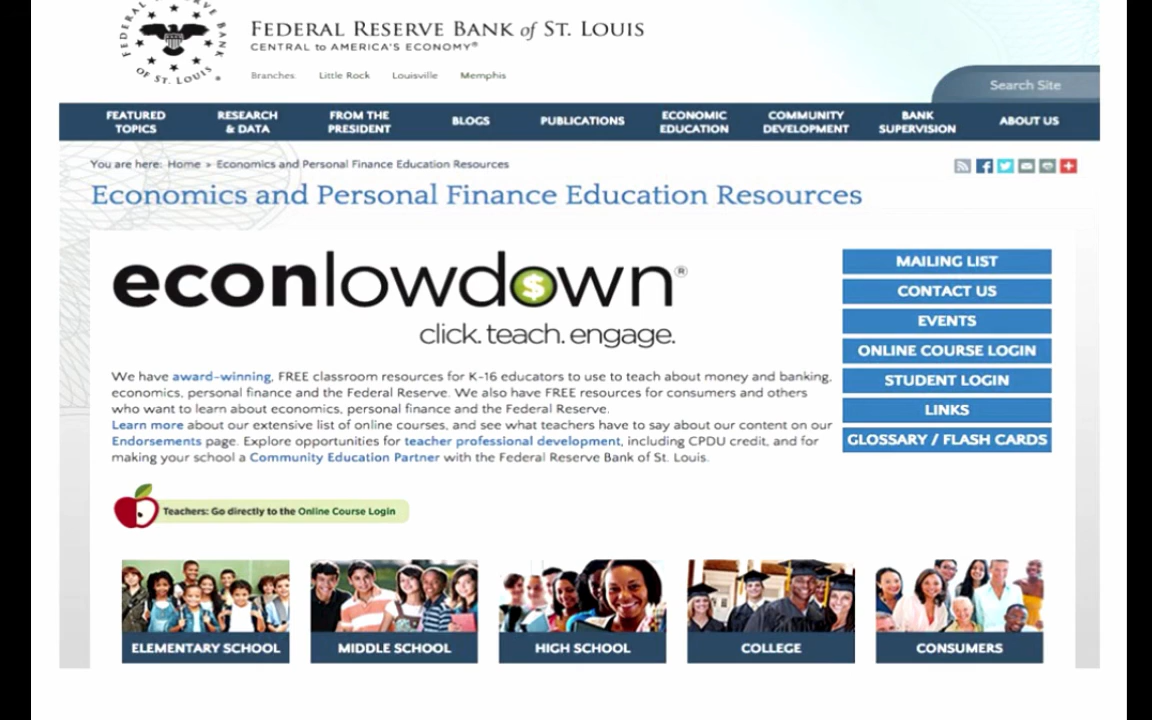 FEDERAL RESERVE BANK
OF ST. LOUIS
FEDERAL RESERVE BANK of ST. LOUIS
CENTRAL to AMERICA'S ECONOMY®
Branches Little Rock Louisville Memphis
Search Site
FEATURED TOPICS
RESEARCH & DATA
FROM THE PRESIDENT
BLOGS
PUBLICATIONS
ECONOMIC EDUCATION
COMMUNITY DEVELOPMENT
BANK SUPERVISION
ABOUT US
You are here: Home » Economics and Personal Finance Education Resources
Economics and Personal Finance Education Resources
econlowdown®
click. teach. engage.
We have award-winning, FREE classroom resources for K-16 educators to use to teach about money and banking,
economics, personal finance and the Federal Reserve. We also have FREE resources for consumers and others
who want to learn about economics, personal finance and the Federal Reserve.
Learn more about our extensive list of online courses, and see what teachers have to say about our content on our
Endorsements page. Explore opportunities for teacher professional development, including CPDU credit, and for
making your school a Community Education Partner with the Federal Reserve Bank of St. Louis.
MAILING LIST
CONTACT US
EVENTS
ONLINE COURSE LOGIN
STUDENT LOGIN
LINKS
GLOSSARY / FLASH CARDS
Teachers: Go directly to the Online Course Login
ELEMENTARY SCHOOL
MIDDLE SCHOOL
HIGH SCHOOL
COLLEGE
CONSUMERS